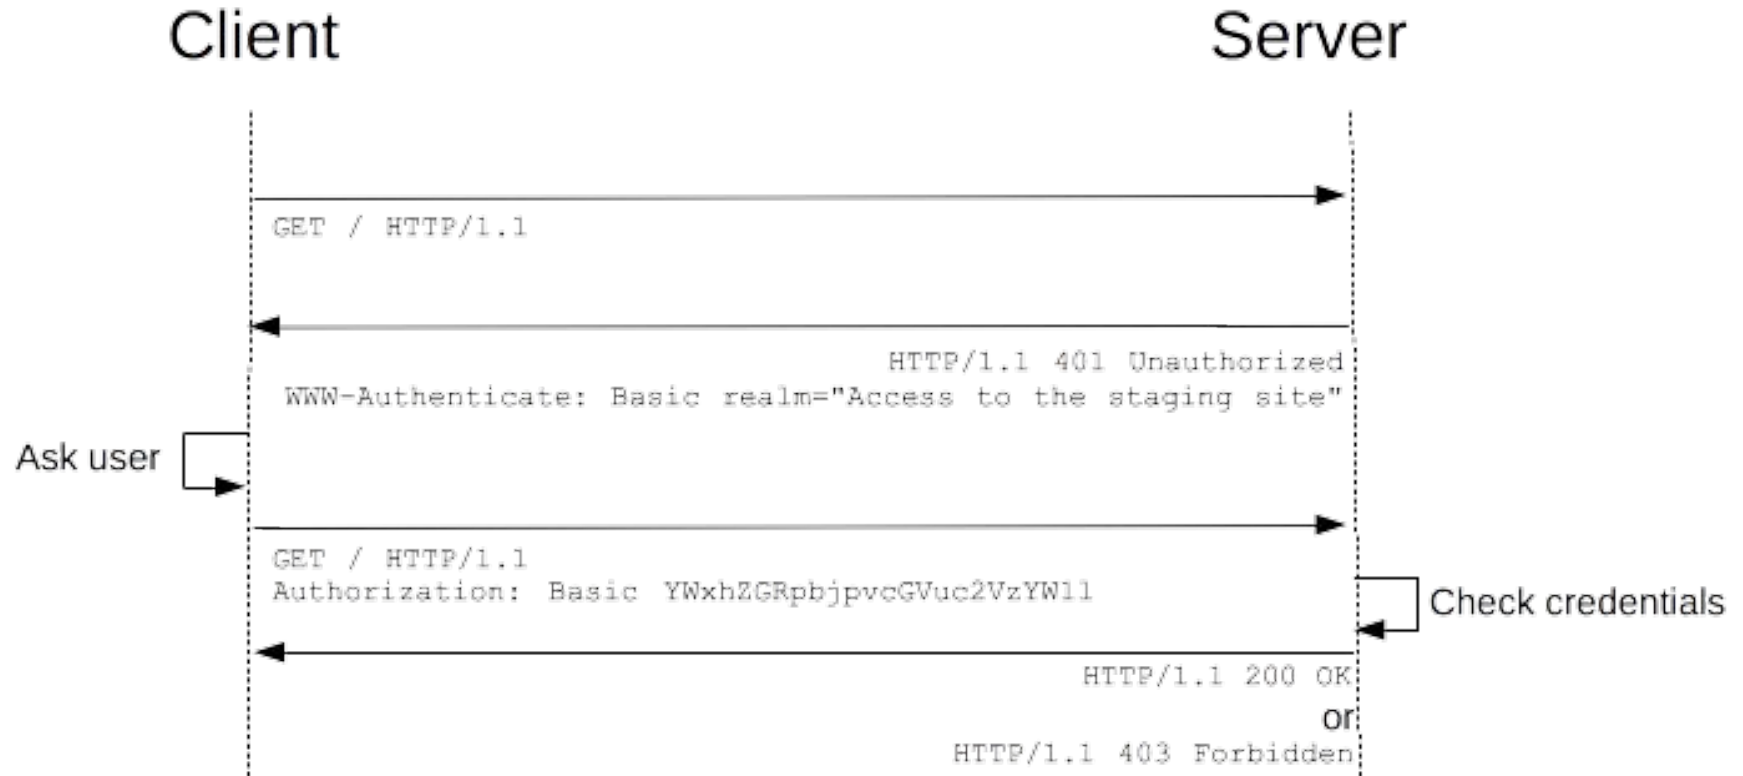 Client
Server
GET / HTTP/1.1
HTTP/1.1 401 Unauthorized
WWW-Authenticate: Basic realm="Access to the staging site"
Ask user
GET / HTTP/1.1
Authorization: Basic YWxhZGRpbjpvcGVuc2VzYW1l
Check credentials
HTTP/1.1 200 OK
or
HTTP/1.1 403 Forbidden